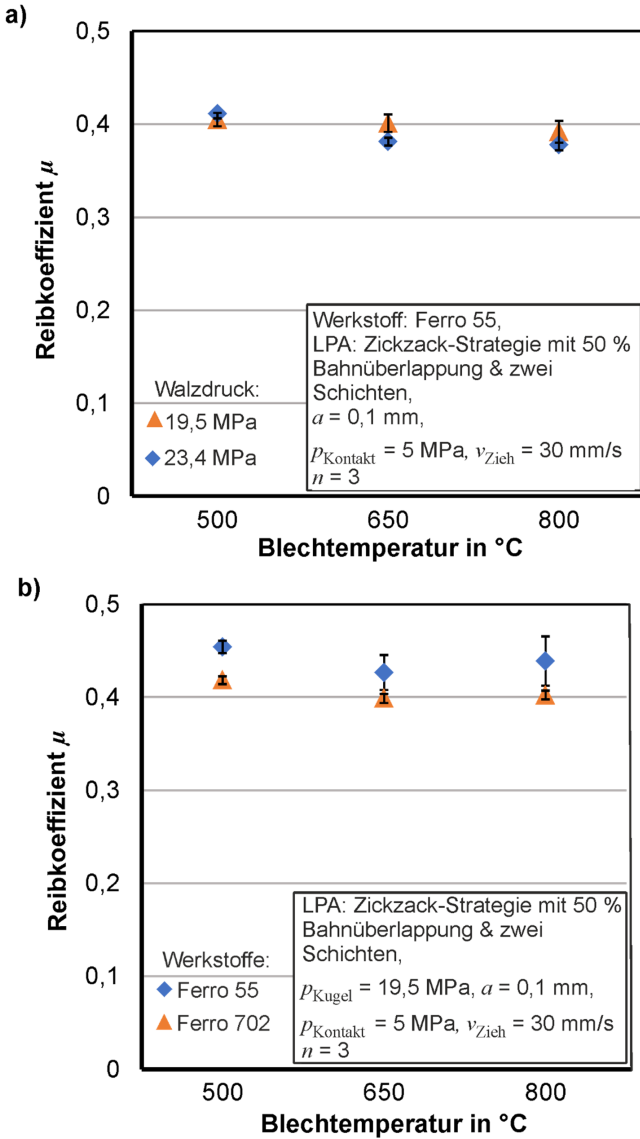 a)
0,5
0,4
0,3
0,2
0,1
0
Reibkoeffizient μ
Walzdruck:
19,5 MPa
23,4 MPa
Werkstoff: Ferro 55,
LPA: Zickzack-Strategie mit 50 %
Bahnüberlappung & zwei
Schichten,
a = 0,1 mm,
pKontakt = 5 MPa, vZieh = 30 mm/s
n = 3
500 650 800
Blechtemperatur in °C
b)
0,5
0,4
0,3
0,2
0,1
0
Reibkoeffizient μ
Werkstoffe:
Ferro 55
Ferro 702
LPA: Zickzack-Strategie mit 50 %
Bahnüberlappung & zwei
Schichten,
pKugel = 19,5 MPa, a = 0,1 mm,
pKontakt = 5 MPa, vZieh = 30 mm/s
n = 3
500 650 800
Blechtemperatur in °C